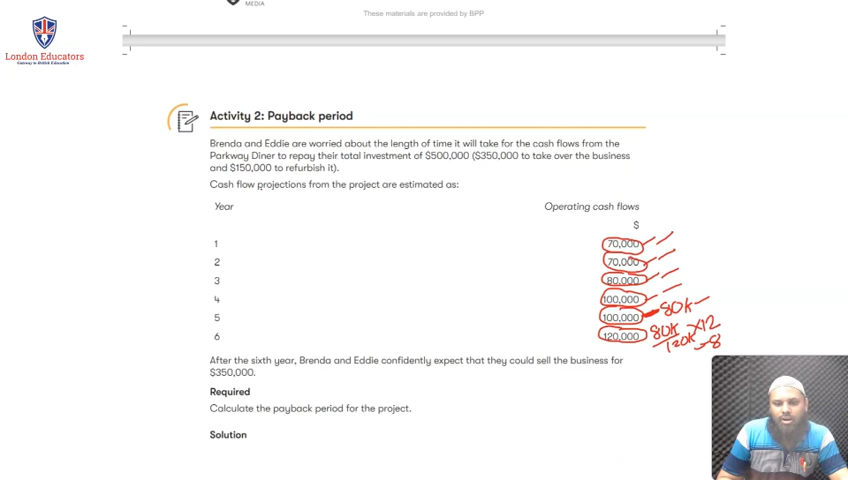 MEDIA
These materials are provided by BPP
London Educators
Gateway to British Education
Activity 2: Payback period
Brenda and Eddie are worried about the length of time it will take for the cash flows from the
Parkway Diner to repay their total investment of $500,000 ($350,000 to take over the business
and $150,000 to refurbish it).
Cash flow projections from the project are estimated as:
Year Operating cash flows
$
1 70,000
2 70,000
3 80,000
4 100,000
5 100,000 80K
6 120,000 80K/120K x12 = 8
After the sixth year, Brenda and Eddie confidently expect that they could sell the business for
$350,000.
Required
Calculate the payback period for the project.
Solution